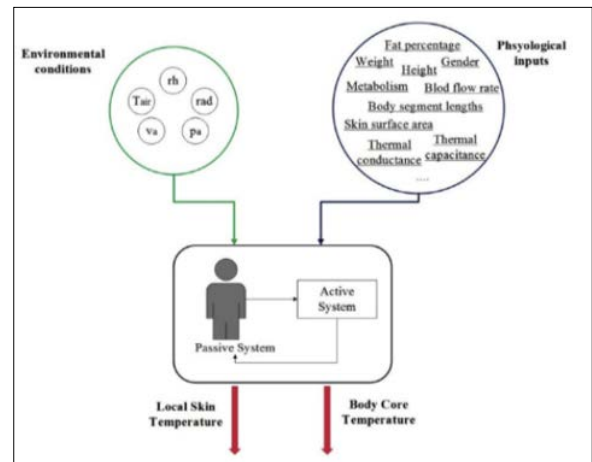 Environmental
conditions
rh
Tair
rad
va
pa
Phsyological
inputs
Fat percentage
Weight
Gender
Height
Metabolism
Blod flow rate
Body segment lengths
Skin surface area
Thermal
conductance
Thermal
capacitance
....
Active
System
Passive System
Local Skin
Temperature
Body Core
Temperature